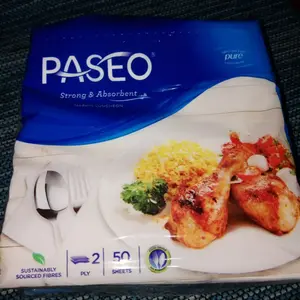 PASEO
pure
Strong & Absorbent
SUSTAINABLY
SOURCED FIBRES
2
PLY
50
SHEETS